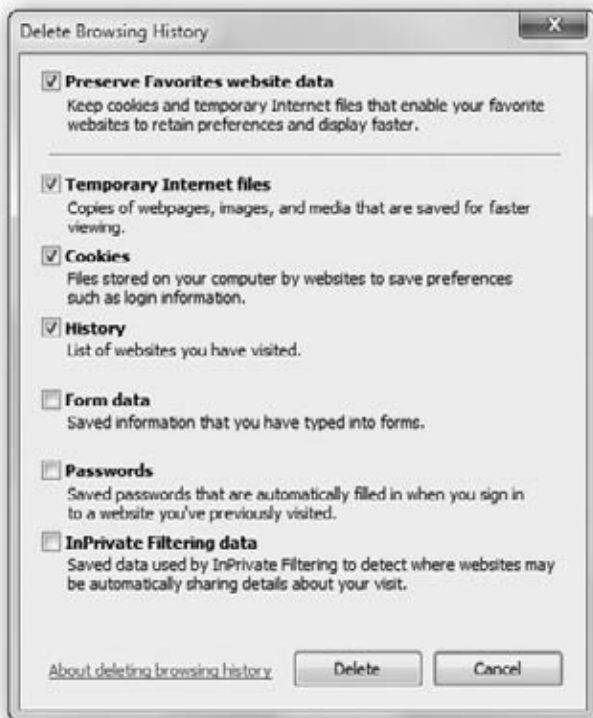 Delete Browsing History
Preserve Favorites website data
Keep cookies and temporary Internet files that enable your favorite
websites to retain preferences and display faster.
Temporary Internet files
Copies of webpages, images, and media that are saved for faster
viewing.
Cookies
Files stored on your computer by websites to save preferences
such as login information.
History
List of websites you have visited.
Form data
Saved information that you have typed into forms.
Passwords
Saved passwords that are automatically filled in when you sign in
to a website you've previously visited.
InPrivate Filtering data
Saved data used by InPrivate Filtering to detect where websites may
be automatically sharing details about your visit.
About deleting browsing history Delete Cancel